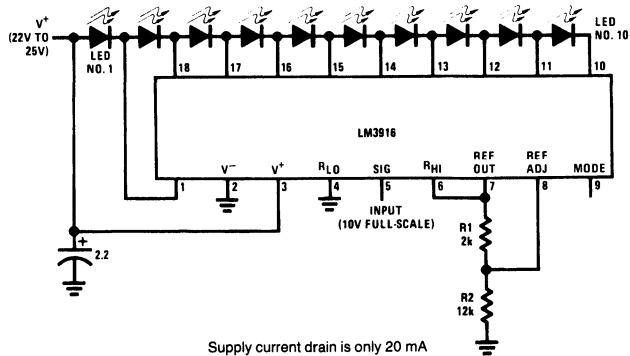 V+
(22V TO
25V)
LED
NO. 1
LED
NO. 10
18
17
16
15
14
13
12
11
10
LM3916
V−
V+
RLO
SIG
RHI
REF
OUT
REF
ADJ
MODE
1
2
3
4
5
6
7
8
9
INPUT
(10V FULL-SCALE)
R1
2k
+
2.2
R2
12k
Supply current drain is only 20 mA